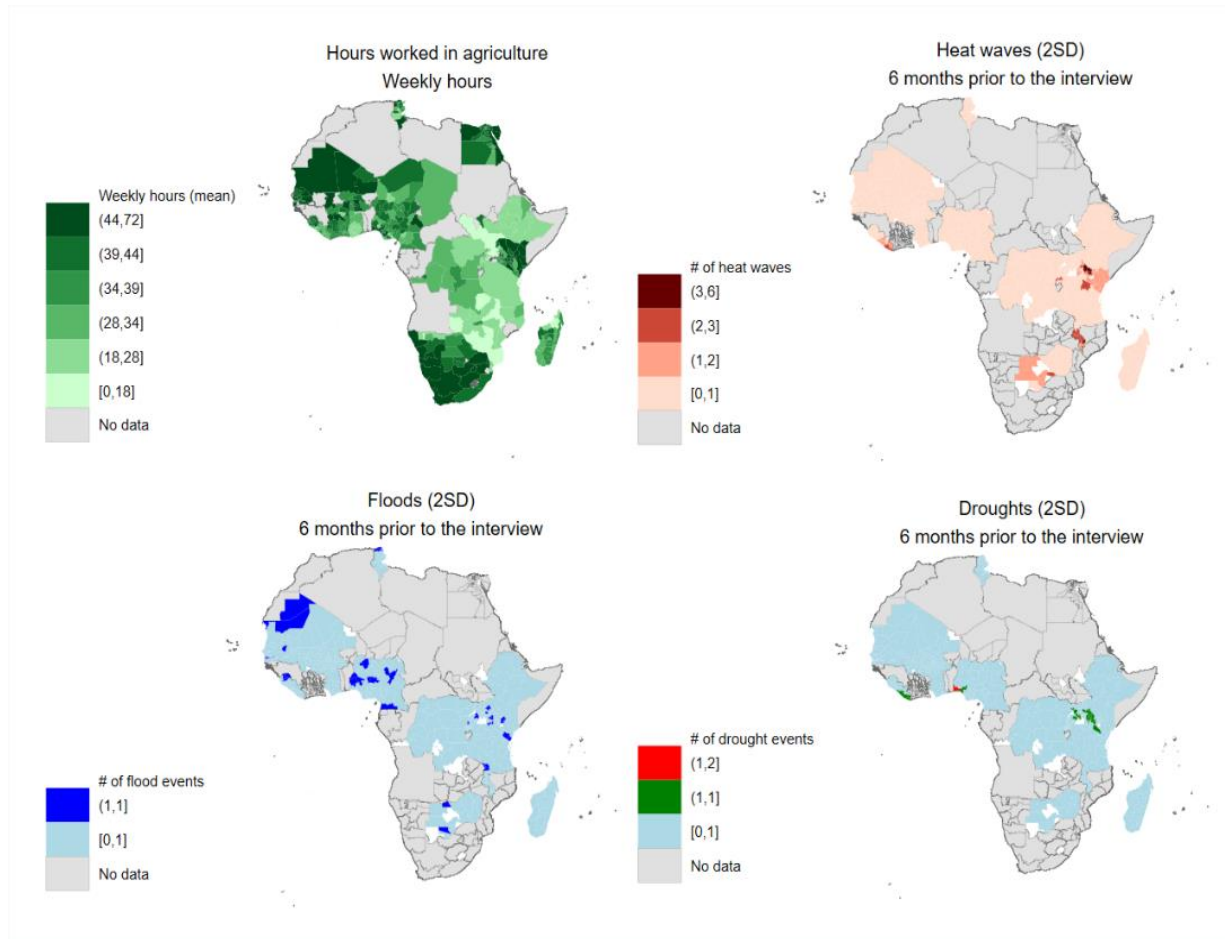 Hours worked in agriculture
Weekly hours
Weekly hours (mean)
(44,72]
(39,44]
(34,39]
(28,34]
(18,28]
[0,18]
No data
Heat waves (2SD)
6 months prior to the interview
# of heat waves
(3,6]
(2,3]
(1,2]
[0,1]
No data
Floods (2SD)
6 months prior to the interview
# of flood events
(1,1]
[0,1]
No data
Droughts (2SD)
6 months prior to the interview
# of drought events
(1,2]
(1,1]
[0,1]
No data